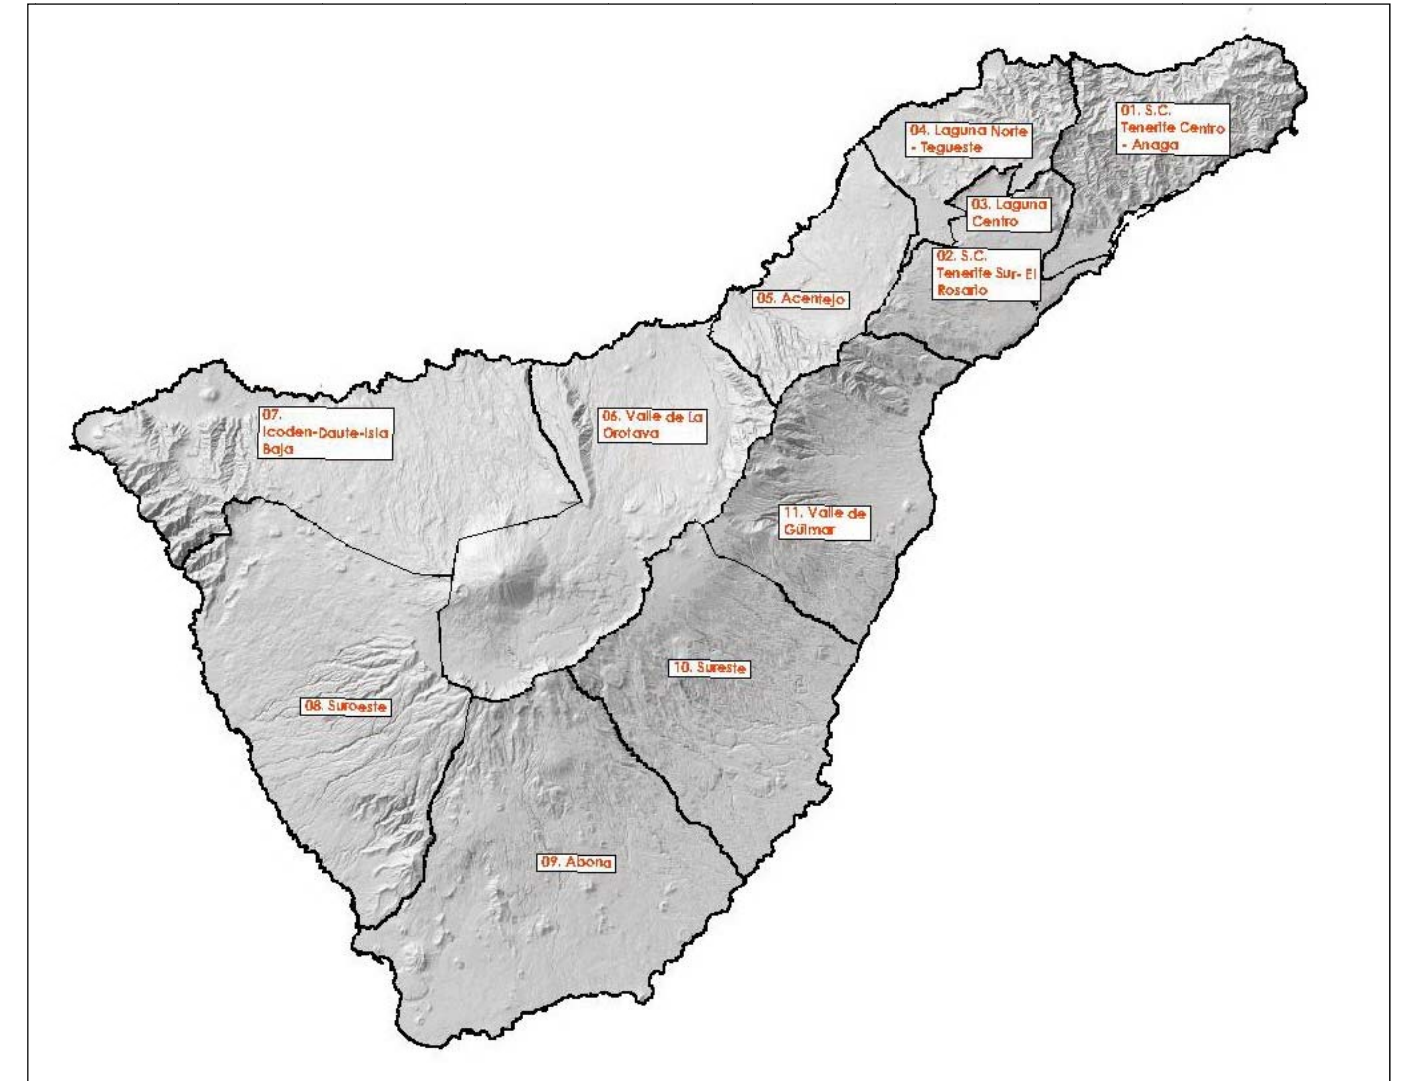 01. S.C.
Tenerife Centro
- Anaga
04. Laguna Norte
- Tegueste
03. Laguna
Centro
02. S.C.
Tenerife Sur- El
Rosario
05. Acentejo
06. Valle de La
Orotava
07.
Icoden-Daute-Isla
Baja
11. Valle de
Güimar
10. Sureste
08. Suroeste
09. Abona